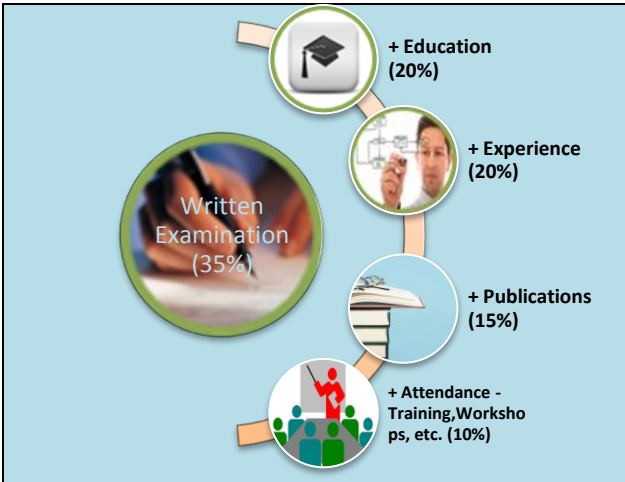 + Education
(20%)
+ Experience
(20%)
Written
Examination
(35%)
+ Publications
(15%)
+ Attendance -
Training,Worksho
ps, etc. (10%)